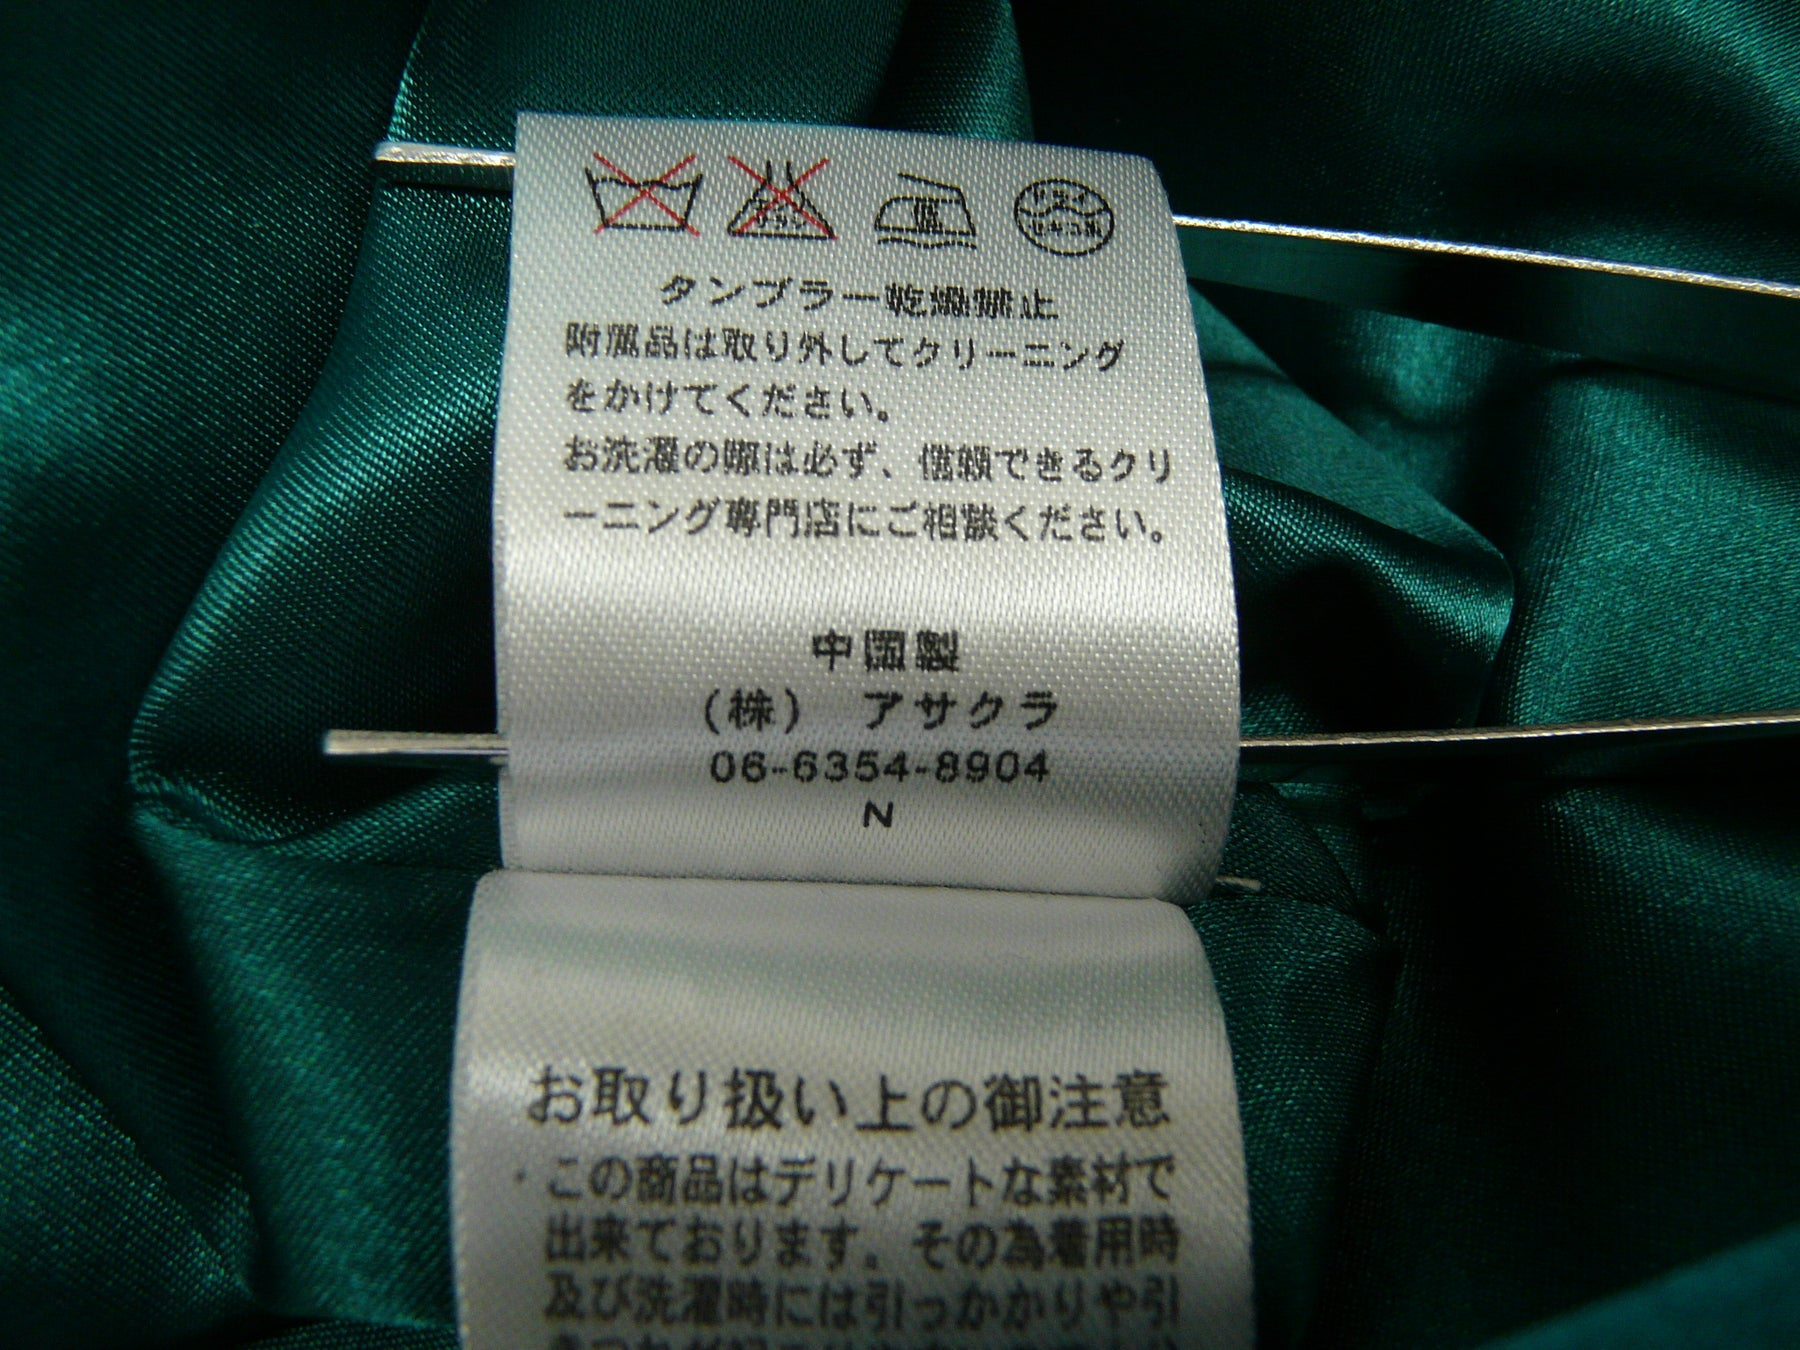 低
タンブラー乾燥禁止
附属品は取り外してクリーニング
をかけてください。
お洗濯の際は必ず、信頼できるクリ
ーニング専門店にご相談ください。
中国製
(株) アサクラ
06-6354-8904
N
お取り扱い上の御注意
・この商品はデリケートな素材で
出来ております。その為着用時
及び洗濯時には引っかかりや引